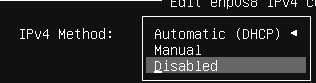 Edit enp0s8 IPv4 c
IPv4 Method:
Automatic (DHCP) ◂
Manual
Disabled